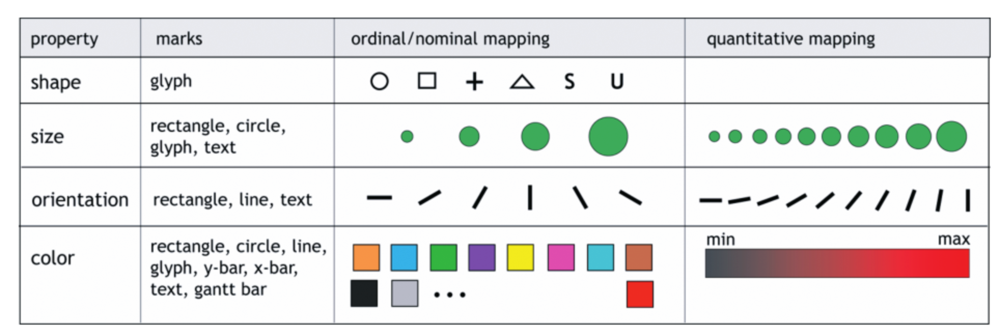 property marks ordinal/nominal mapping quantitative mapping
shape glyph S U
size rectangle, circle,
glyph, text
orientation rectangle, line, text
color rectangle, circle, line,
glyph, y-bar, x-bar,
text, gantt bar
min max